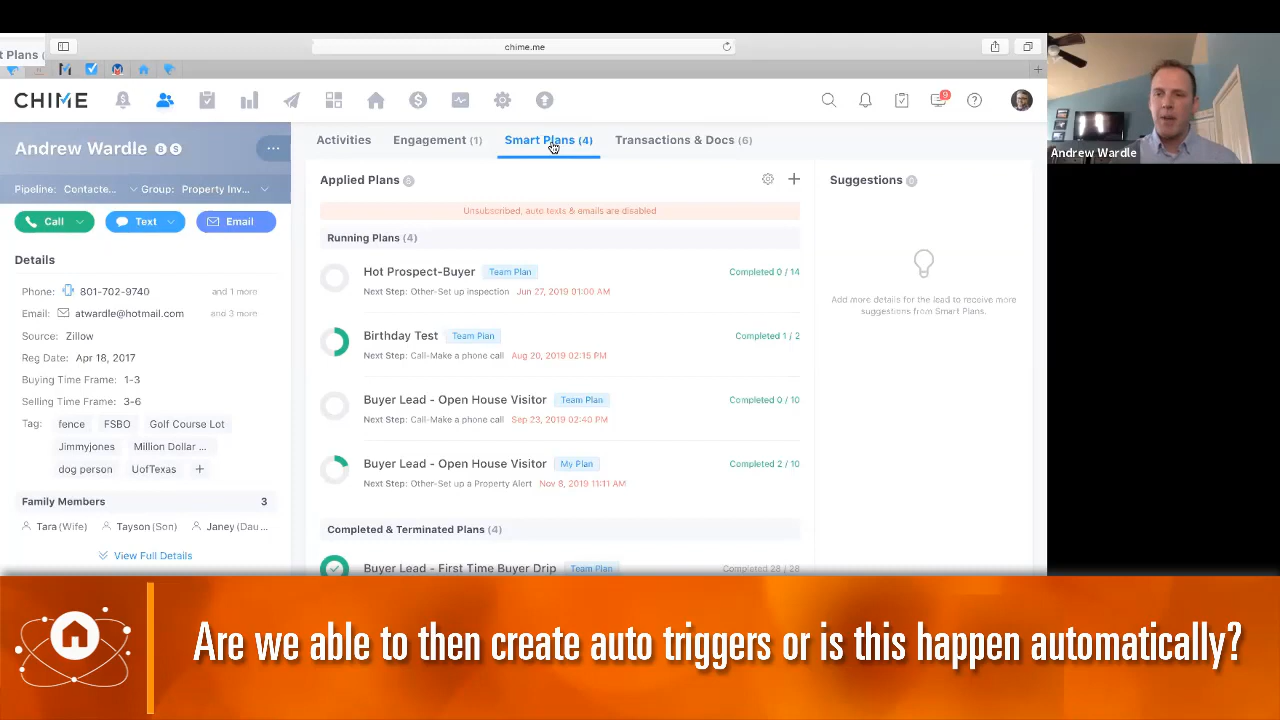 t Plans (
chime.me
CHIME
9
Andrew Wardle
Pipeline: Contacte... Group: Property Inv...
Call
Text
Email
Details
Phone: 801-702-9740 and 1 more
Email: atwardle@hotmail.com and 3 more
Source: Zillow
Reg Date: Apr 18, 2017
Buying Time Frame: 1-3
Selling Time Frame: 3-6
Tag: fence FSBO Golf Course Lot
Jimmyjones Million Dollar ...
dog person UofTexas +
Family Members 3
Tara (Wife) Tayson (Son) Janey (Dau...
View Full Details
Activities Engagement (1) Smart Plans (4) Transactions & Docs (6)
Applied Plans
Unsubscribed, auto texts & emails are disabled
Running Plans (4)
Hot Prospect-Buyer Team Plan Completed 0 / 14
Next Step: Other-Set up inspection Jun 27, 2019 01:00 AM
Birthday Test Team Plan Completed 1 / 2
Next Step: Call-Make a phone call Aug 20, 2019 02:15 PM
Buyer Lead - Open House Visitor Team Plan Completed 0 / 10
Next Step: Call-Make a phone call Sep 23, 2019 02:40 PM
Buyer Lead - Open House Visitor My Plan Completed 2 / 10
Next Step: Other-Set up a Property Alert Nov 8, 2019 11:11 AM
Completed & Terminated Plans (4)
Buyer Lead - First Time Buyer Drip Team Plan Completed 28 / 28
Suggestions
Add more details for the lead to receive more
suggestions from Smart Plans.
Andrew Wardle
Are we able to then create auto triggers or is this happen automatically?